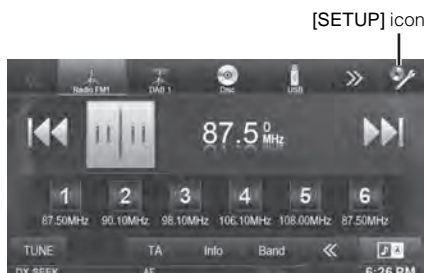 [SETUP] icon
Radio FM1 DAB 1 Disc USB
87.50 MHz
1 2 3 4 5 6
87.50MHz 90.10MHz 98.10MHz 106.10MHz 108.00MHz 87.50MHz
TUNE TA Info Band
DX SEEK AF 6:26 PM